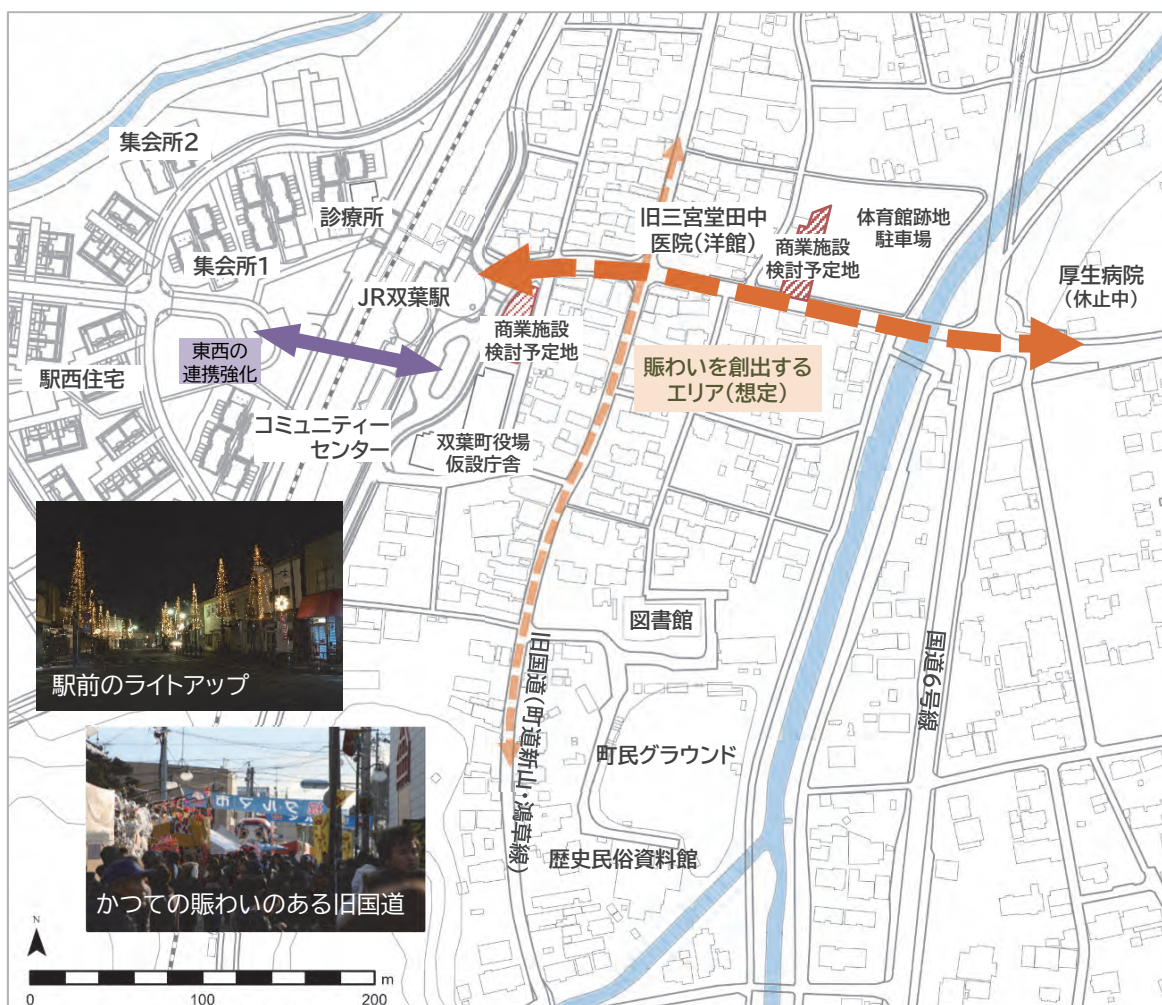 集会所2
診療所
集会所1
JR双葉駅
旧三宮堂田中
医院(洋館)
商業施設
検討予定地
体育館跡地
駐車場
厚生病院
(休止中)
東西の
連携強化
駅西住宅
商業施設
検討予定地
賑わいを創出する
エリア(想定)
コミュニティー
センター
双葉町役場
仮設庁舎
図書館
国道6号線
旧国道(町道新山・鴻草線)
町民グラウンド
歴史民俗資料館
駅前のライトアップ
ダルマ市
かつての賑わいのある旧国道
N
m
0
100
200